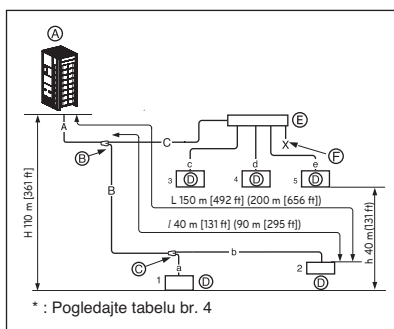 A
A
C
E
X
F
B
c
d
e
3 D
4 D
5 D
H 110 m [361 ft]
B
L 150 m [492 ft] (200 m [656 ft])
l 40 m [131 ft] (90 m [295 ft])
h 40 m[131 ft)
b
C
a
1
D
2
D
* : Pogledajte tabelu br. 4